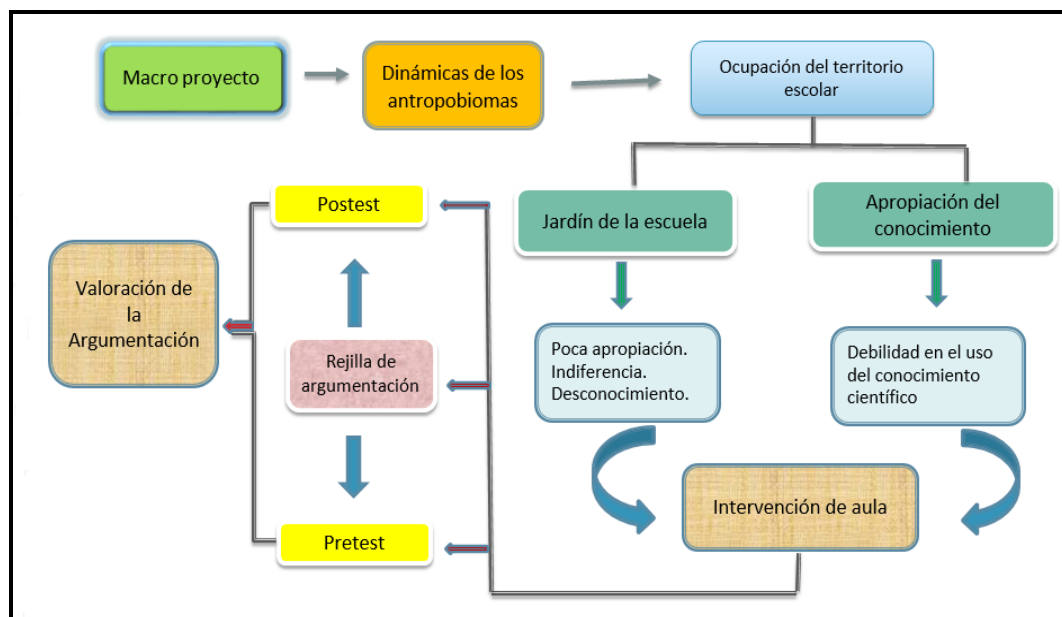 Macro proyecto
Dinámicas de los
antropobiomas
Ocupación del territorio
escolar
Postest
Jardín de la escuela
Apropiación del
conocimiento
Valoración de
la
Argumentación
Rejilla de
argumentación
Poca apropiación.
Indiferencia.
Desconocimiento.
Debilidad en el uso
del conocimiento
científico
Intervención de aula
Pretest